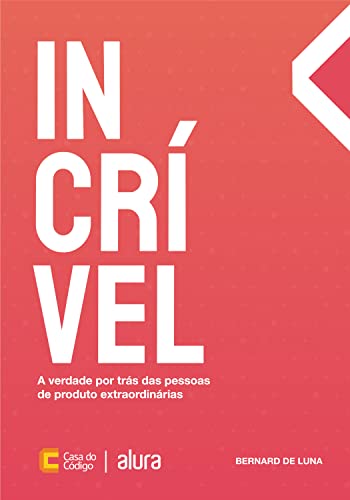 IN
CRÍ
VEL
A verdade por trás das pessoas
de produto extraordinárias
Casa do
Código
alura
BERNARD DE LUNA